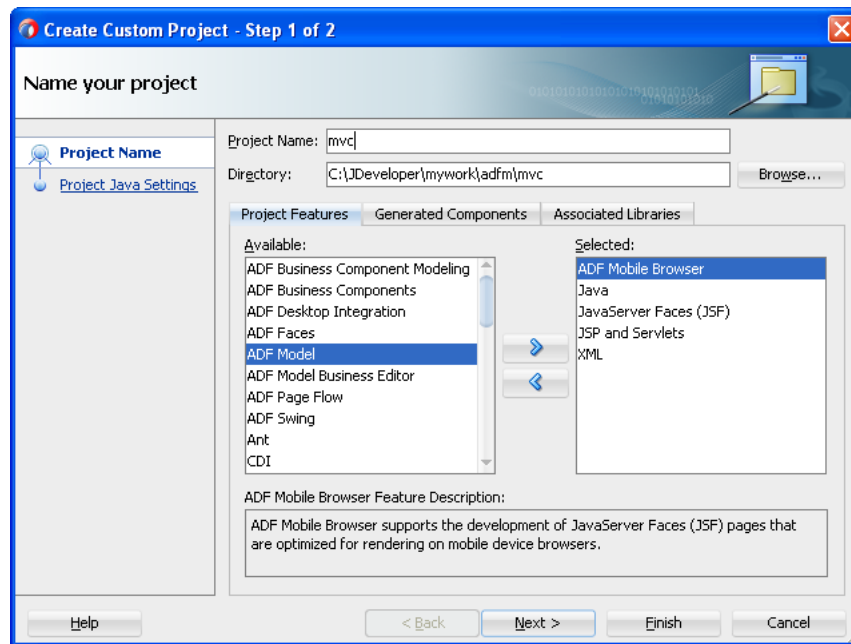 Create Custom Project - Step 1 of 2
Name your project
Project Name
Project Java Settings
Project Name: mvc
Directory: C:\JDeveloper\mywork\adfm\mvc Browse...
Project Features Generated Components Associated Libraries
Available:
ADF Business Component Modeling
ADF Business Components
ADF Desktop Integration
ADF Faces
ADF Model
ADF Model Business Editor
ADF Page Flow
ADF Swing
Ant
CDI
Selected:
ADF Mobile Browser
Java
JavaServer Faces (JSF)
JSP and Servlets
XML
ADF Mobile Browser Feature Description:
ADF Mobile Browser supports the development of JavaServer Faces (JSF) pages that
are optimized for rendering on mobile device browsers.
Help < Back Next > Finish Cancel